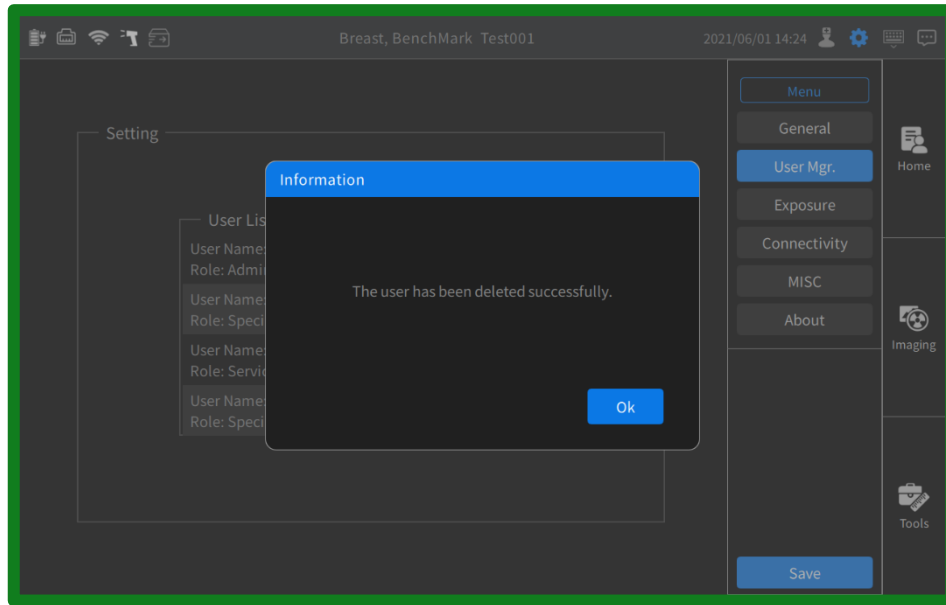 Breast, BenchMark Test001
2021/06/01 14:24
Menu
General
User Mgr.
Exposure
Connectivity
MISC
About
Save
Home
Imaging
Tools
Setting
User Lis
User Name:
Role: Admi
User Name:
Role: Speci
User Name:
Role: Servic
User Name:
Role: Speci
Information
The user has been deleted successfully.
Ok